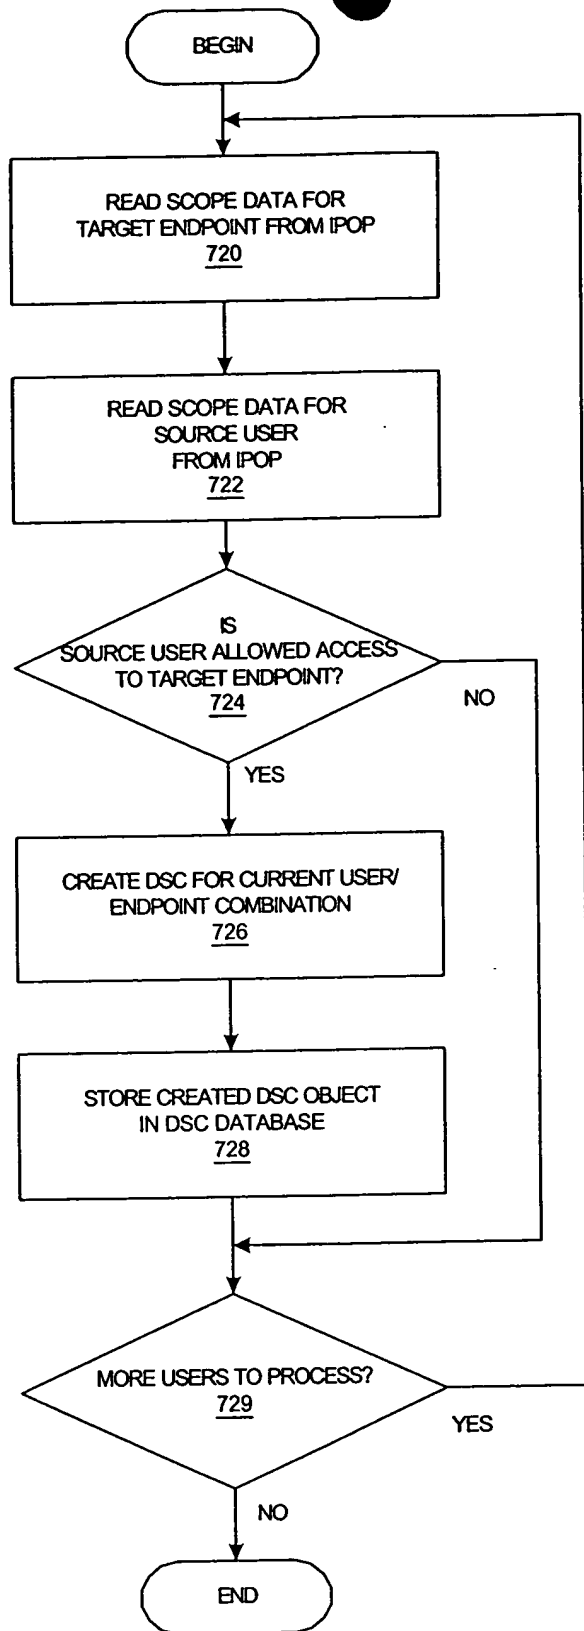 BEGIN
READ SCOPE DATA FOR
TARGET ENDPOINT FROM IPOP
720
READ SCOPE DATA FOR
SOURCE USER
FROM IPOP
722
IS
SOURCE USER ALLOWED ACCESS
TO TARGET ENDPOINT?
724
NO
YES
CREATE DSC FOR CURRENT USER/
ENDPOINT COMBINATION
726
STORE CREATED DSC OBJECT
IN DSC DATABASE
728
MORE USERS TO PROCESS?
729
YES
NO
END